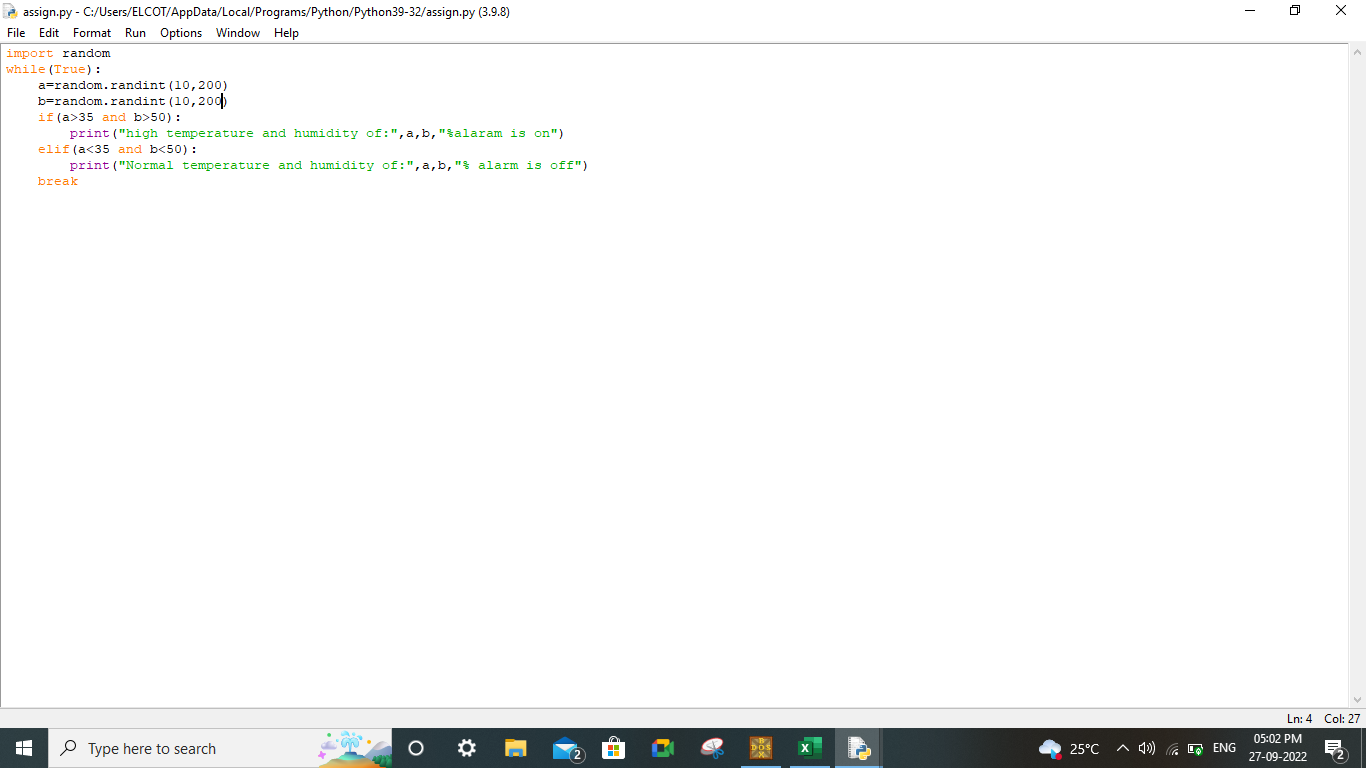 assign.py - C:/Users/ELCOT/AppData/Local/Programs/Python/Python39-32/assign.py (3.9.8)
File Edit Format Run Options Window Help
import random
while(True):
    a=random.randint(10,200)
    b=random.randint(10,200)
    if(a>35 and b>50):
        print("high temperature and humidity of:",a,b,"%alaram is on")
    elif(a<35 and b<50):
        print("Normal temperature and humidity of:",a,b,"% alarm is off")
    break
Ln: 4 Col: 27
Type here to search
2
B
DOS
X
X
25°C
ENG
05:02 PM
27-09-2022
2